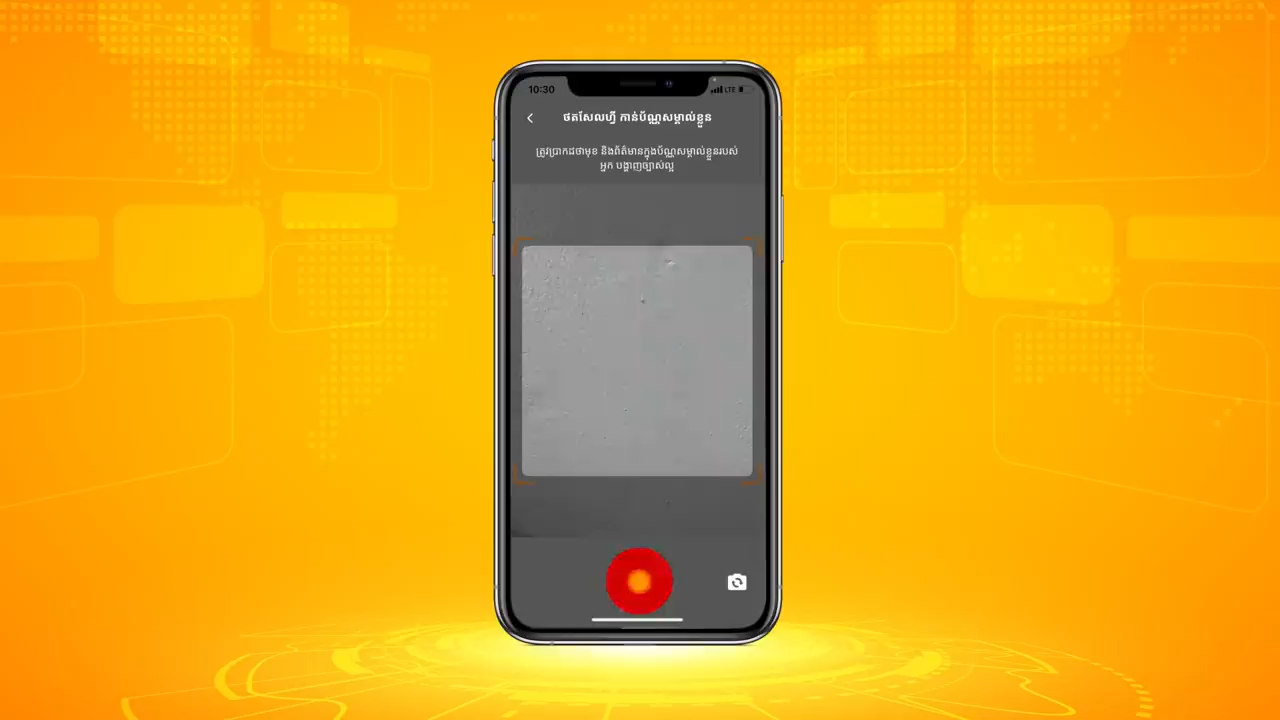 10:30
LTE
ថតសែលហ្វី កាន់ប័ណ្ណសម្គាល់ខ្លួន
ត្រូវប្រាកដថាមុខ និងព័ត៌មានក្នុងប័ណ្ណសម្គាល់ខ្លួនរបស់
អ្នក បង្ហាញច្បាស់ល្អ